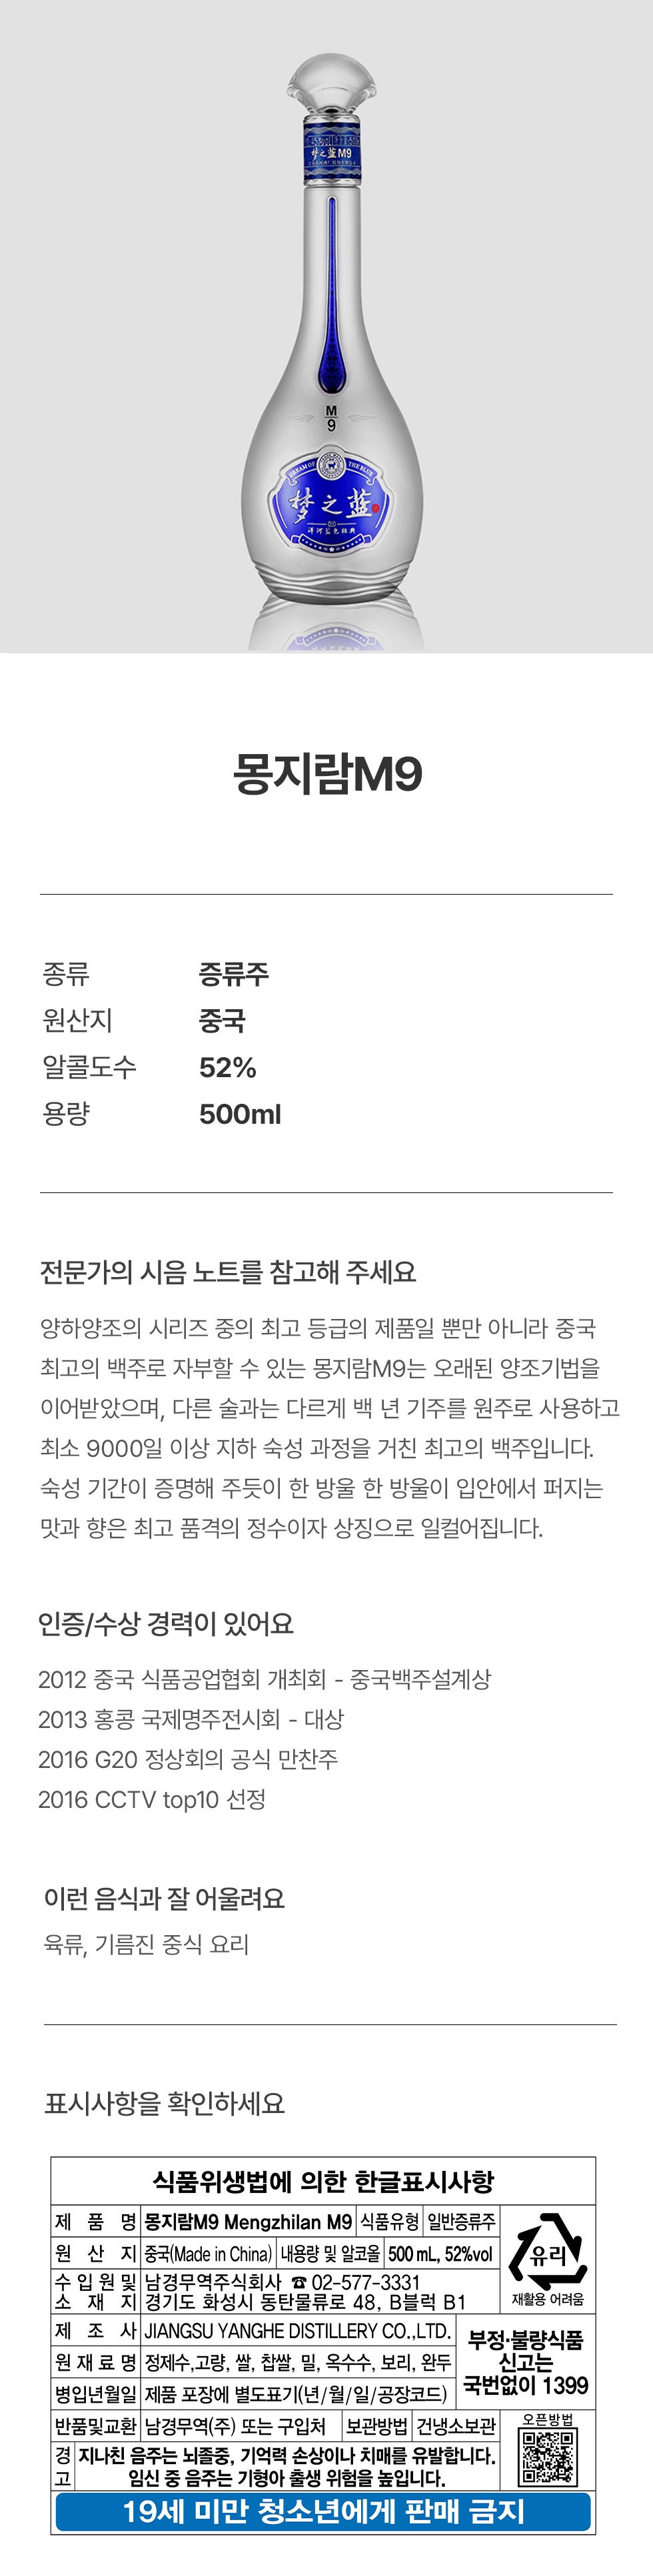 梦之蓝M9
M
9
DREAM OF THE BLUE
梦之蓝
洋河蓝色经典
몽지람M9
종류 증류주
원산지 중국
알콜도수 52%
용량 500ml
전문가의 시음 노트를 참고해 주세요
양하양조의 시리즈 중의 최고 등급의 제품일 뿐만 아니라 중국
최고의 백주로 자부할 수 있는 몽지람M9는 오래된 양조기법을
이어받았으며, 다른 술과는 다르게 백 년 기주를 원주로 사용하고
최소 9000일 이상 지하 숙성 과정을 거친 최고의 백주입니다.
숙성 기간이 증명해 주듯이 한 방울 한 방울이 입안에서 퍼지는
맛과 향은 최고 품격의 정수이자 상징으로 일컬어집니다.
인증/수상 경력이 있어요
2012 중국 식품공업협회 개최회 - 중국백주설계상
2013 홍콩 국제명주전시회 - 대상
2016 G20 정상회의 공식 만찬주
2016 CCTV top10 선정
이런 음식과 잘 어울려요
육류, 기름진 중식 요리
표시사항을 확인하세요
식품위생법에 의한 한글표시사항
제 품 명 몽지람M9 Mengzhilan M9 식품유형 일반증류주
원 산 지 중국(Made in China) 내용량 및 알코올 500 mL, 52%vol
유리
재활용 어려움
수 입 원 및 남경무역주식회사 ☎ 02-577-3331
소 재 지 경기도 화성시 동탄물류로 48, B블럭 B1
제 조 사 JIANGSU YANGHE DISTILLERY CO.,LTD.
원 재 료 명 정제수,고량, 쌀, 찹쌀, 밀, 옥수수, 보리, 완두
병입년월일 제품 포장에 별도표기(년/월/일/공장코드)
부정·불량식품
신고는
국번없이 1399
반품및교환 남경무역(주) 또는 구입처 보관방법 건냉소보관
오픈방법
경고 지나친 음주는 뇌졸중, 기억력 손상이나 치매를 유발합니다.
임신 중 음주는 기형아 출생 위험을 높입니다.
19세 미만 청소년에게 판매 금지